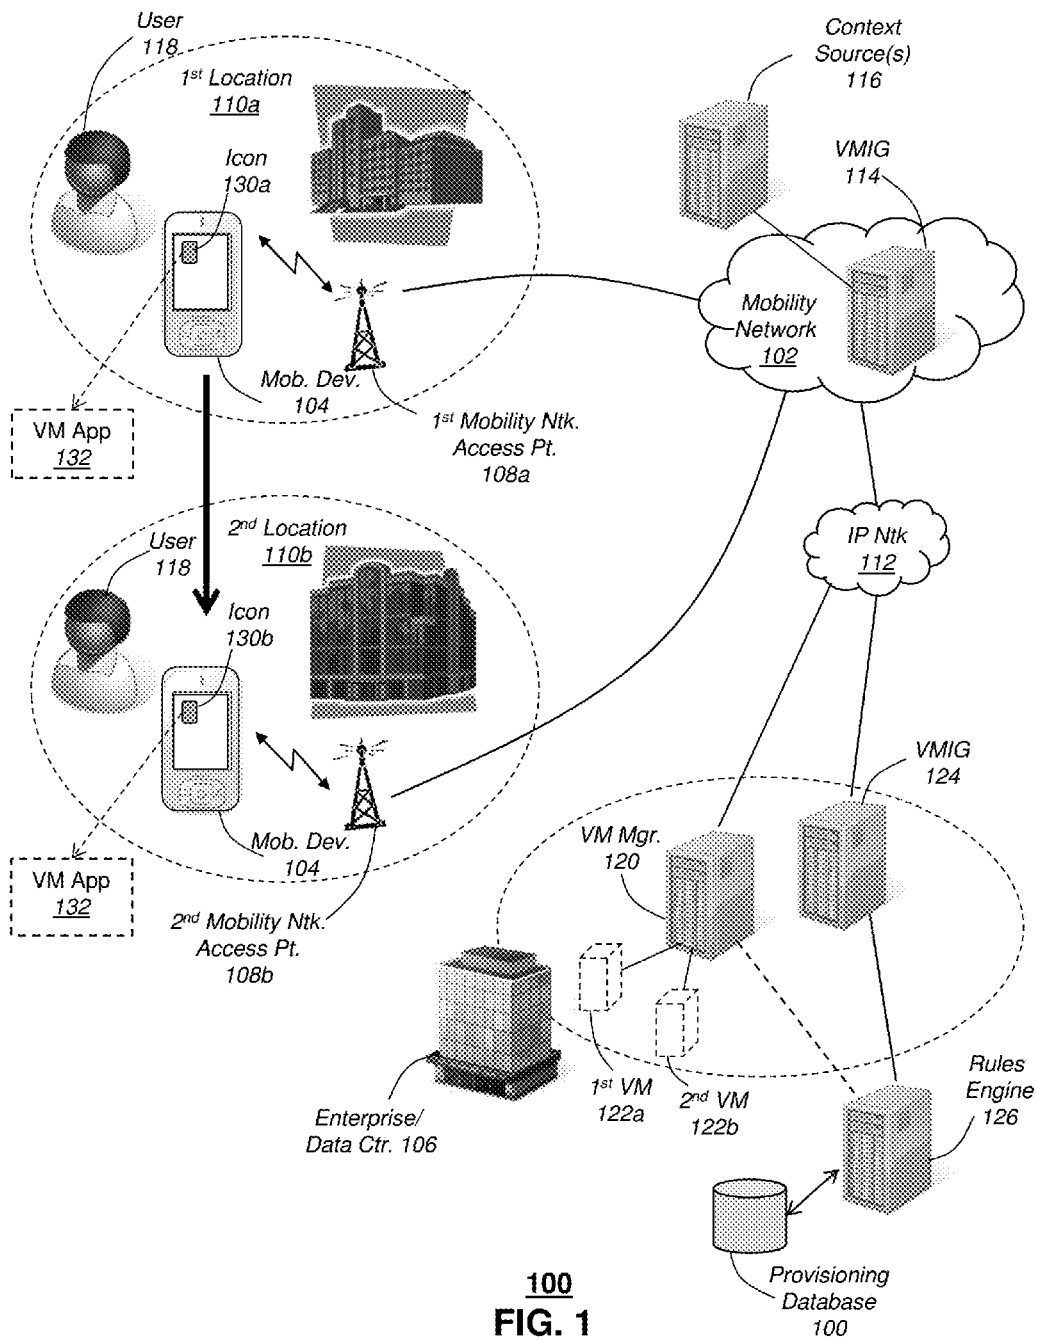 User
118
1st Location
110a
Icon
130a
Context
Source(s)
116
VMIG
114
Mobility
Network
102
Mob. Dev.
104
1st Mobility Ntk.
Access Pt.
108a
VM App
132
User
118
2nd Location
110b
Icon
130b
IP Ntk
112
Mob. Dev.
104
VM App
132
2nd Mobility Ntk.
Access Pt.
108b
VMIG
124
VM Mgr.
120
1st VM
122a
2nd VM
122b
Enterprise/
Data Ctr. 106
Rules
Engine
126
Provisioning
Database
100
100
FIG. 1